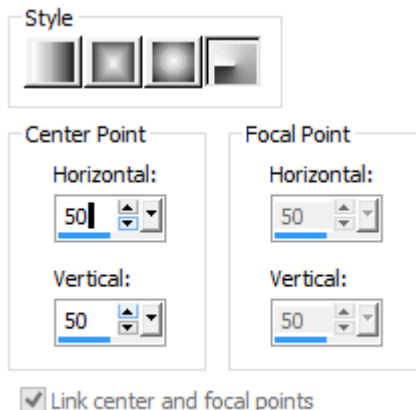 Style
Center Point
Focal Point
Horizontal:
Horizontal:
50
50
Vertical:
Vertical:
50
50
Link center and focal points